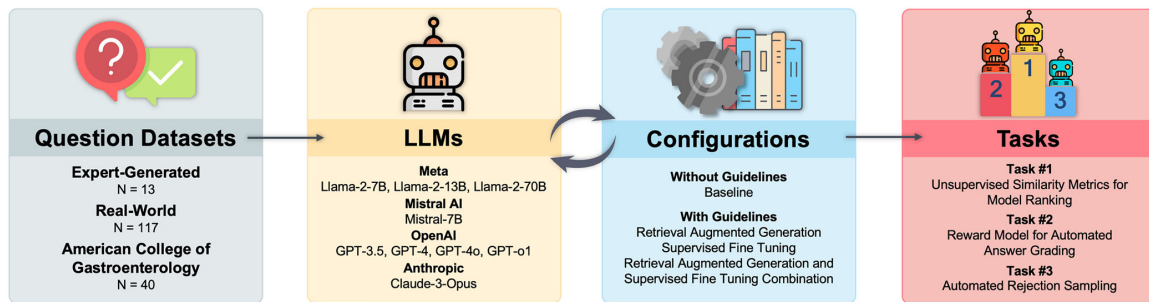 ?
Question Datasets
Expert-Generated
N = 13
Real-World
N = 117
American College of
Gastroenterology
N = 40
LLMs
Meta
Llama-2-7B, Llama-2-13B, Llama-2-70B
Mistral AI
Mistral-7B
OpenAI
GPT-3.5, GPT-4, GPT-4o, GPT-o1
Anthropic
Claude-3-Opus
Configurations
Without Guidelines
Baseline
With Guidelines
Retrieval Augmented Generation
Supervised Fine Tuning
Retrieval Augmented Generation and
Supervised Fine Tuning Combination
2
1
3
Tasks
Task #1
Unsupervised Similarity Metrics for
Model Ranking
Task #2
Reward Model for Automated
Answer Grading
Task #3
Automated Rejection Sampling